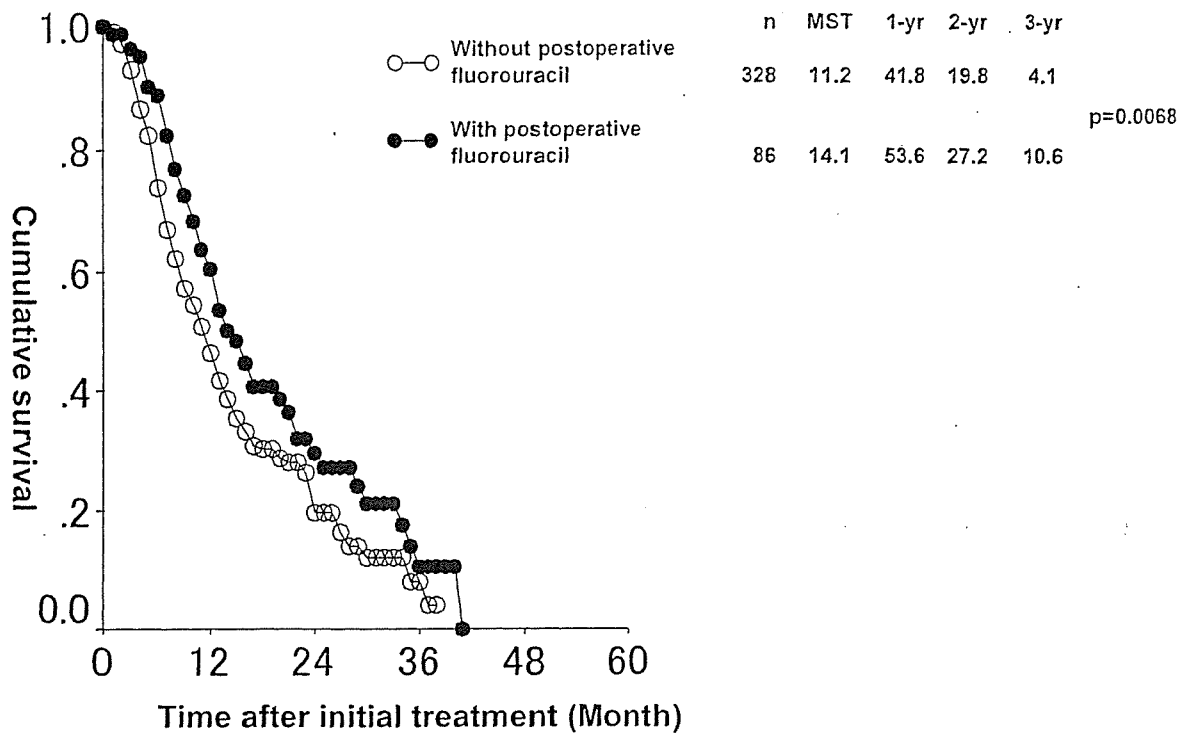 n MST 1-yr 2-yr 3-yr
Without postoperative
fluorouracil
328 11.2 41.8 19.8 4.1
p=0.0068
With postoperative
fluorouracil
86 14.1 53.6 27.2 10.6
Cumulative survival
1.0
.8
.6
.4
.2
0.0
0 12 24 36 48 60
Time after initial treatment (Month)